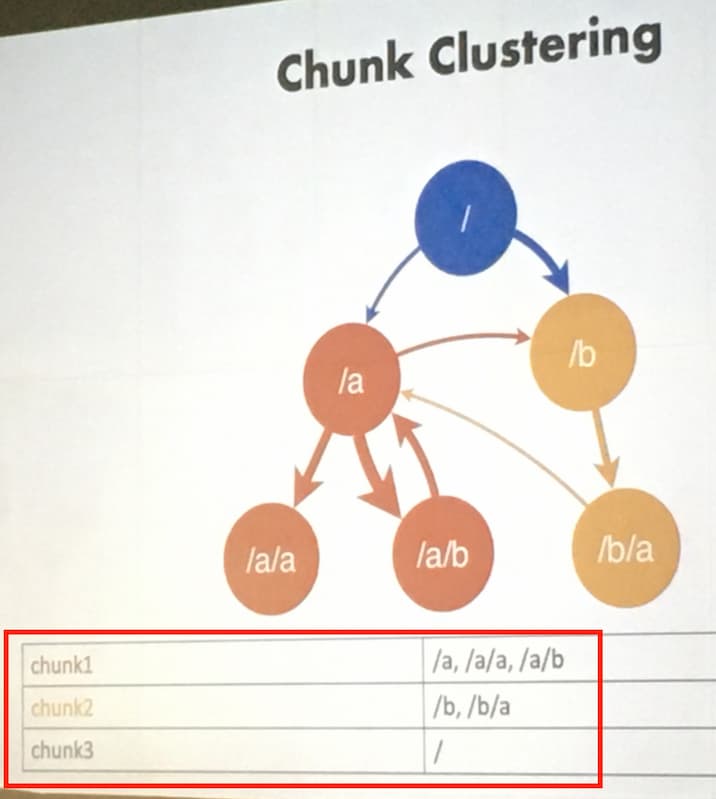 Chunk Clustering
/
/b
/a
/a/a
/a/b
/b/a
chunk1 /a, /a/a, /a/b
chunk2 /b, /b/a
chunk3 /